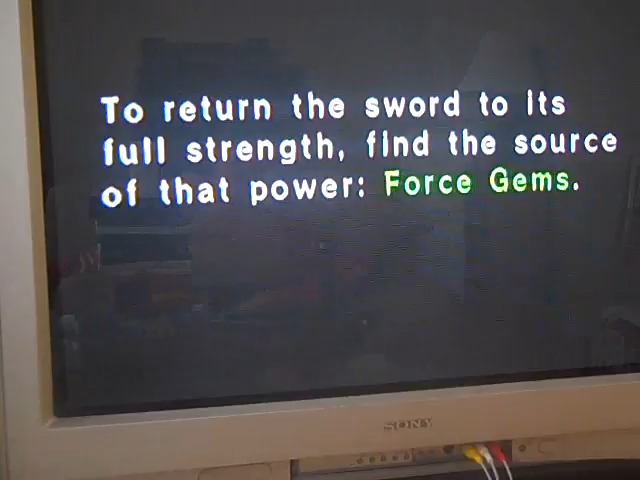 To return the sword to its
full strength, find the source
of that power: Force Gems.
SONY